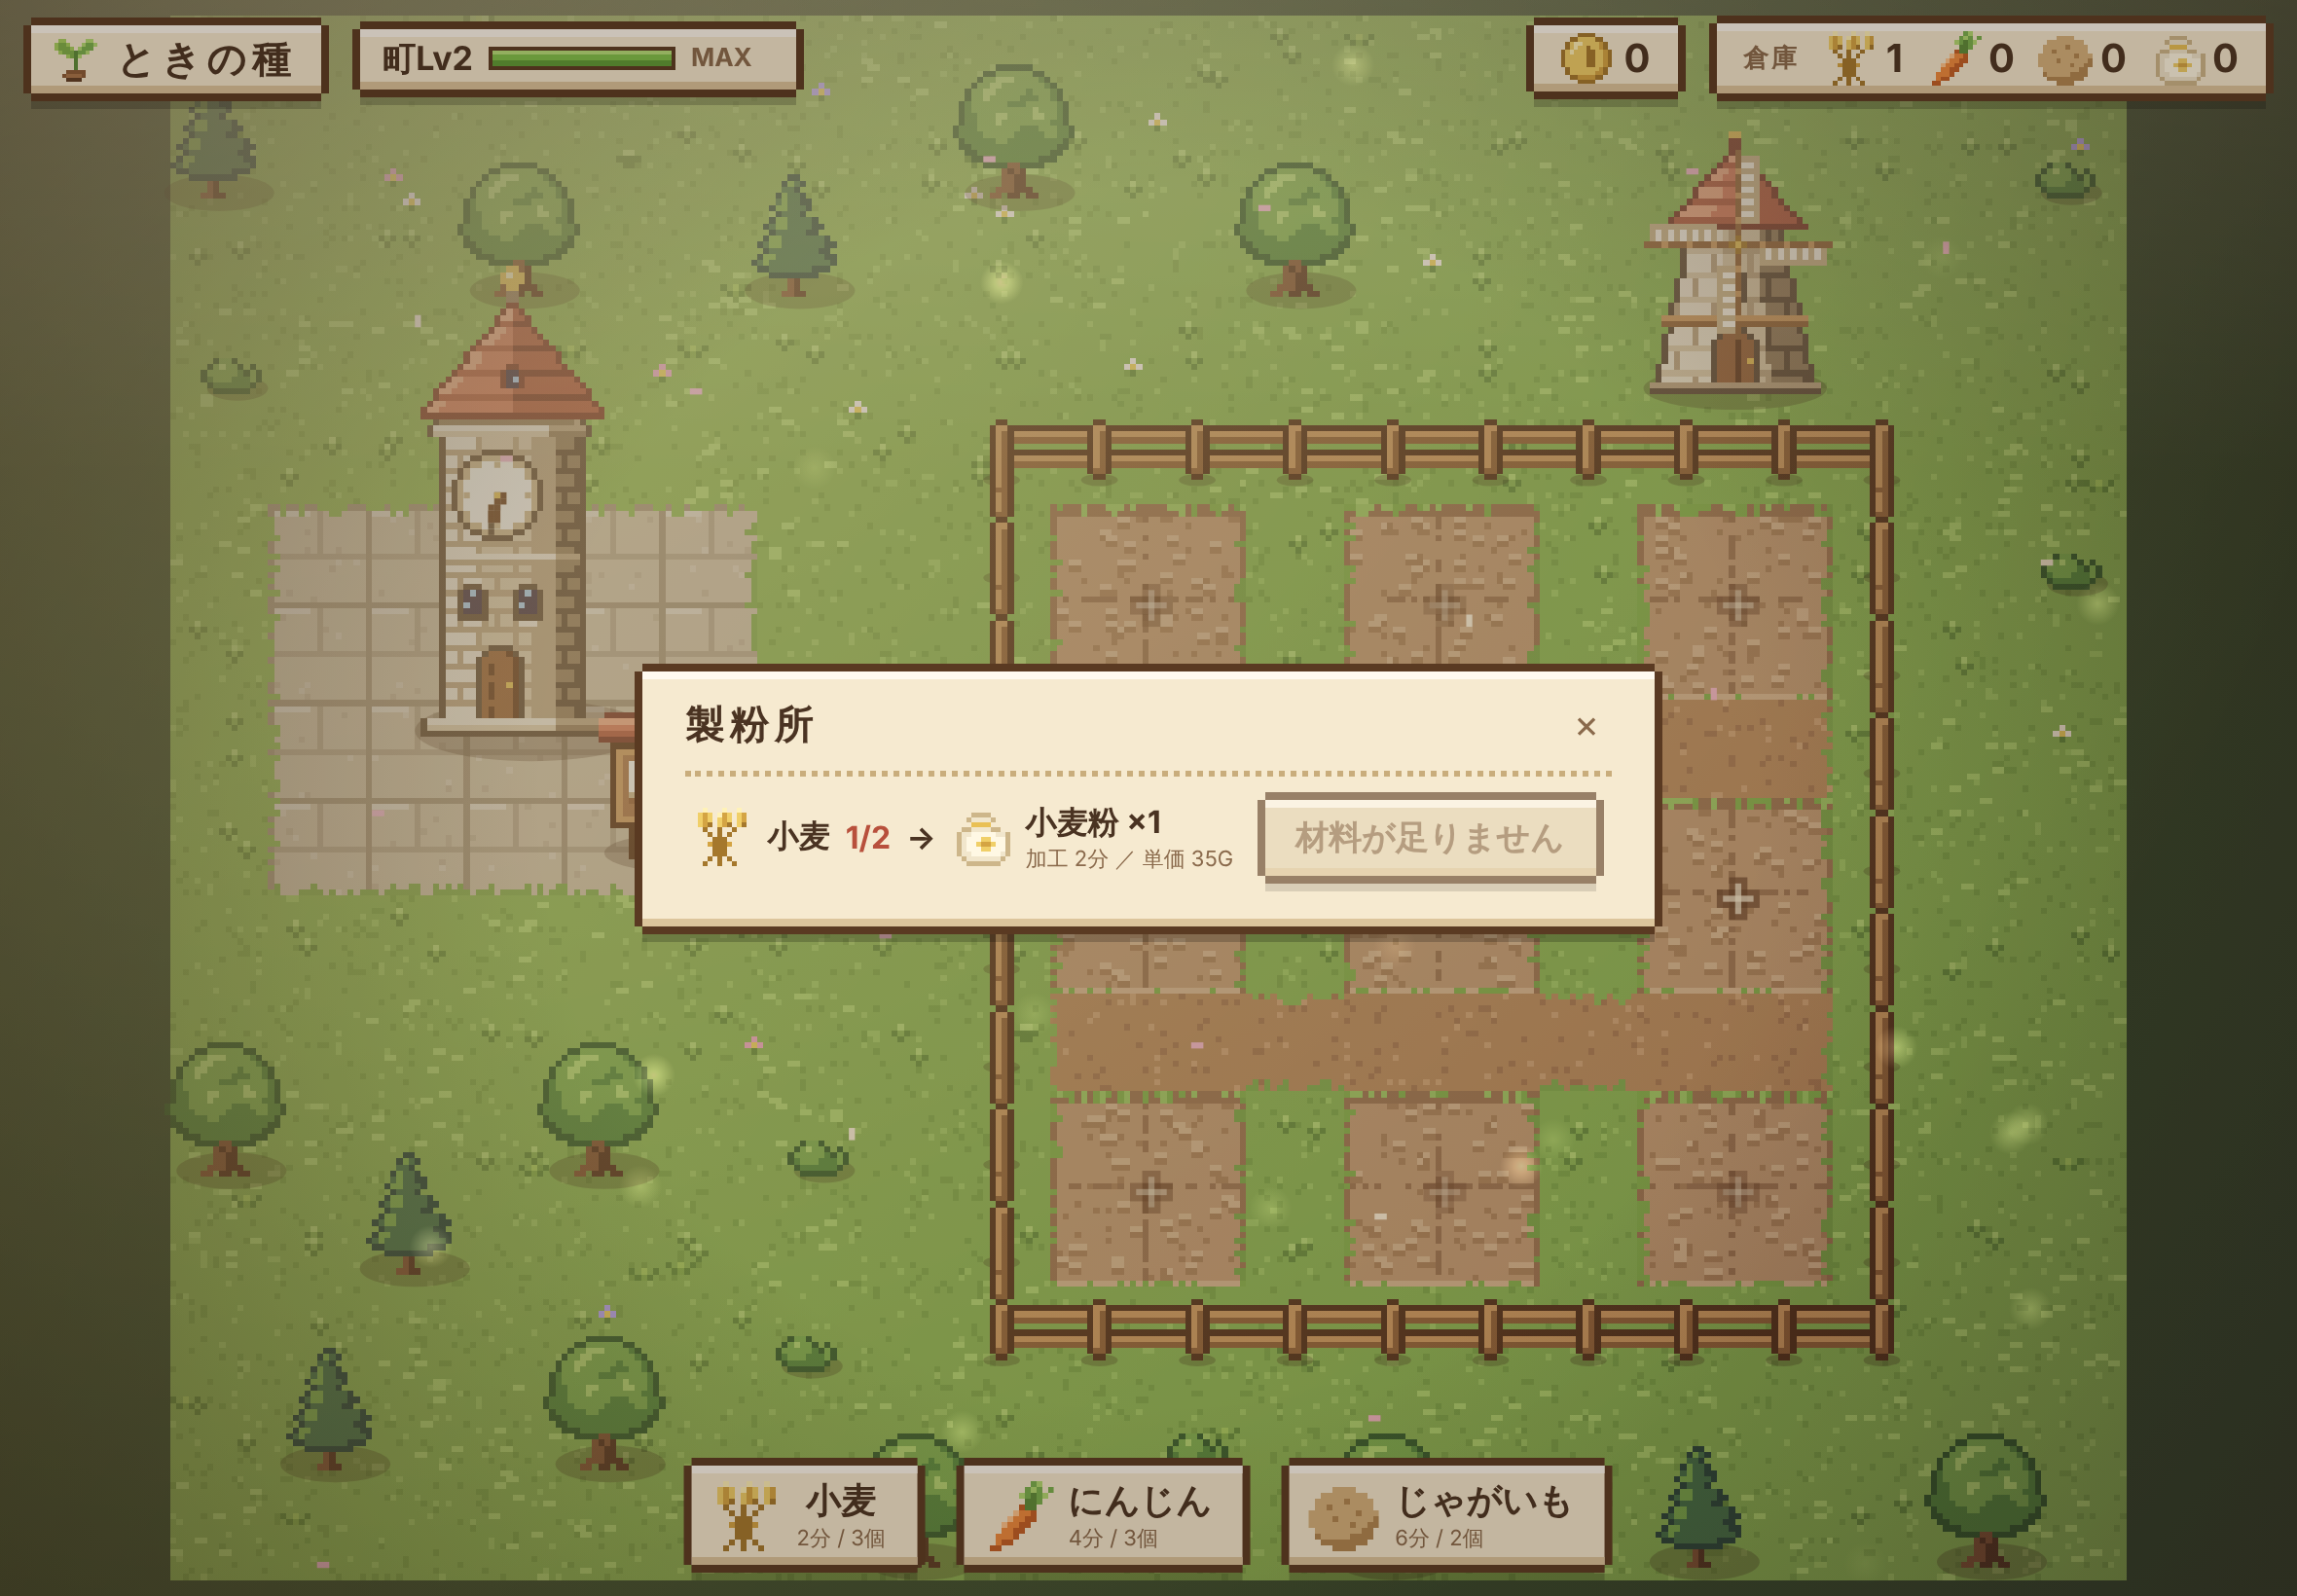 ときの種
町Lv2 MAX
0
倉庫 1 0 0 0
製粉所
×
小麦 1/2 → 小麦粉 ×1
加工 2分 ／ 単価 35G
材料が足りません
小麦
2分 / 3個
にんじん
4分 / 3個
じゃがいも
6分 / 2個